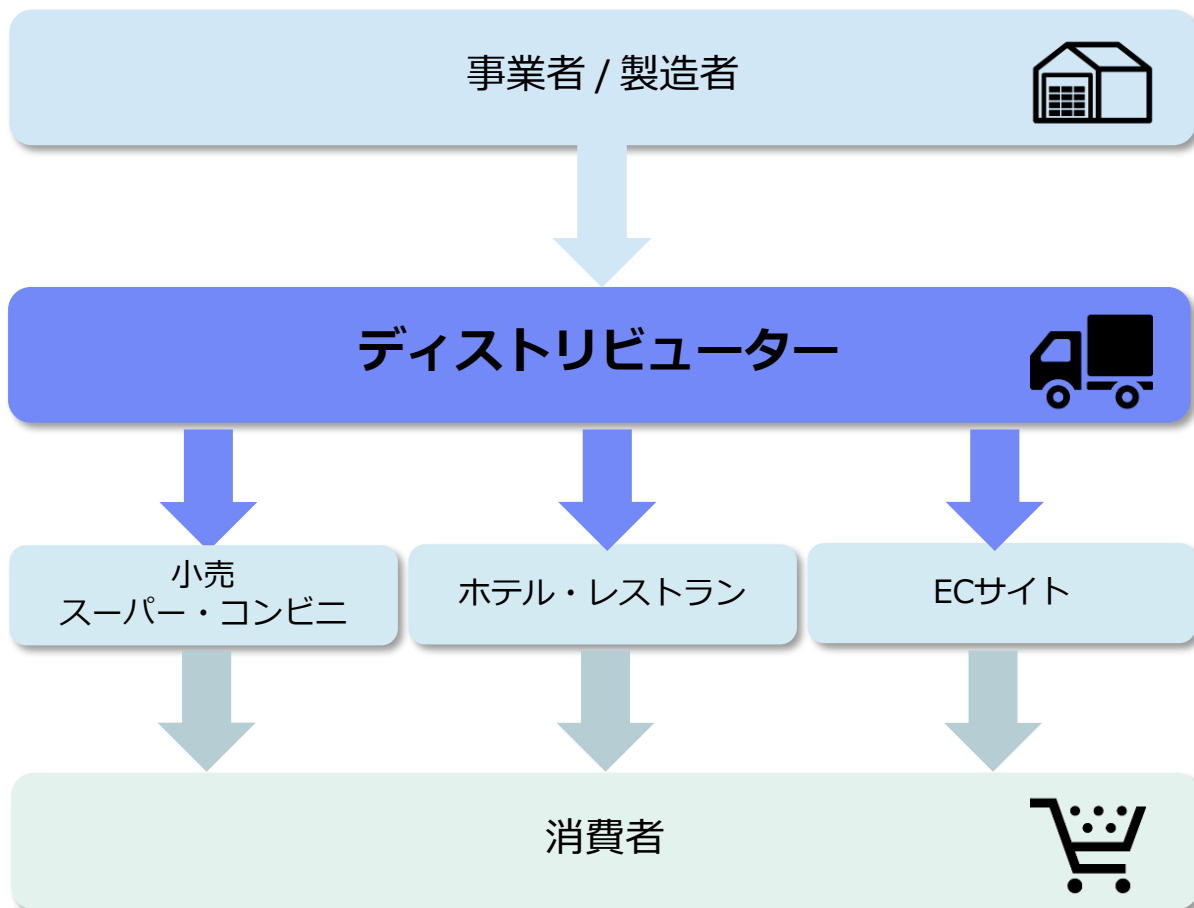 事業者 / 製造者
ディストリビューター
小売
スーパー・コンビニ
ホテル・レストラン
ECサイト
消費者